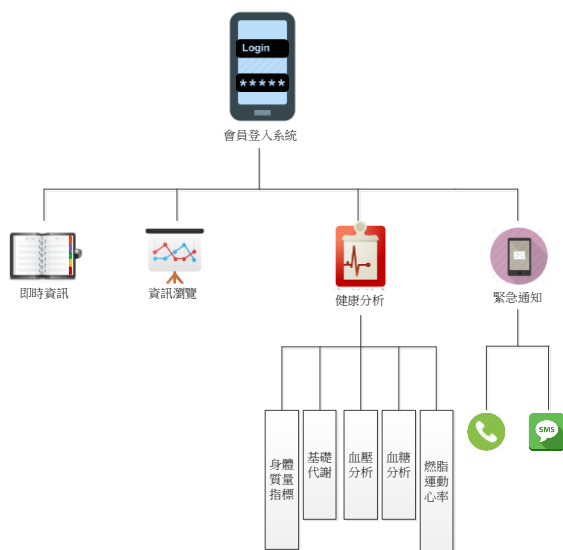 Login
*****
會員登入系統
即時資訊
資訊瀏覽
健康分析
緊急通知
SMS
身體
質量
指標
基礎
代謝
血壓
分析
血糖
分析
燃脂
運動
心率